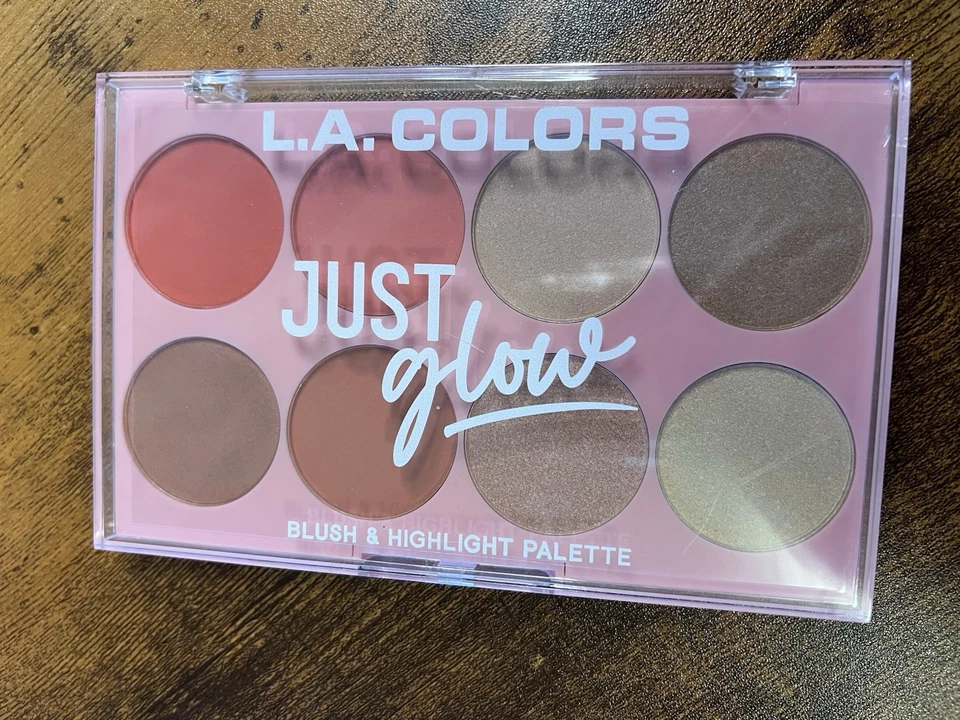 L.A. COLORS
JUST
glow
BLUSH & HIGHLIGHT PALETTE